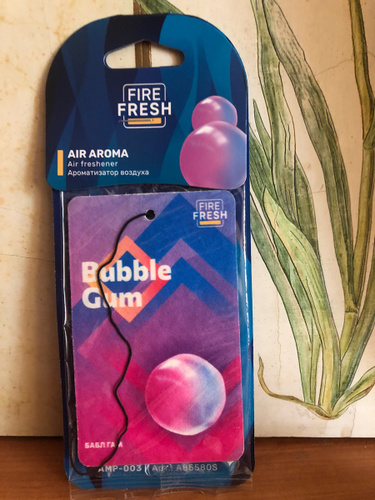 FIRE
FRESH
AIR AROMA
Air freshener
Ароматизатор воздуха
FIRE
FRESH
Bubble
Gum
БАБЛ ГАМ
AMP-003